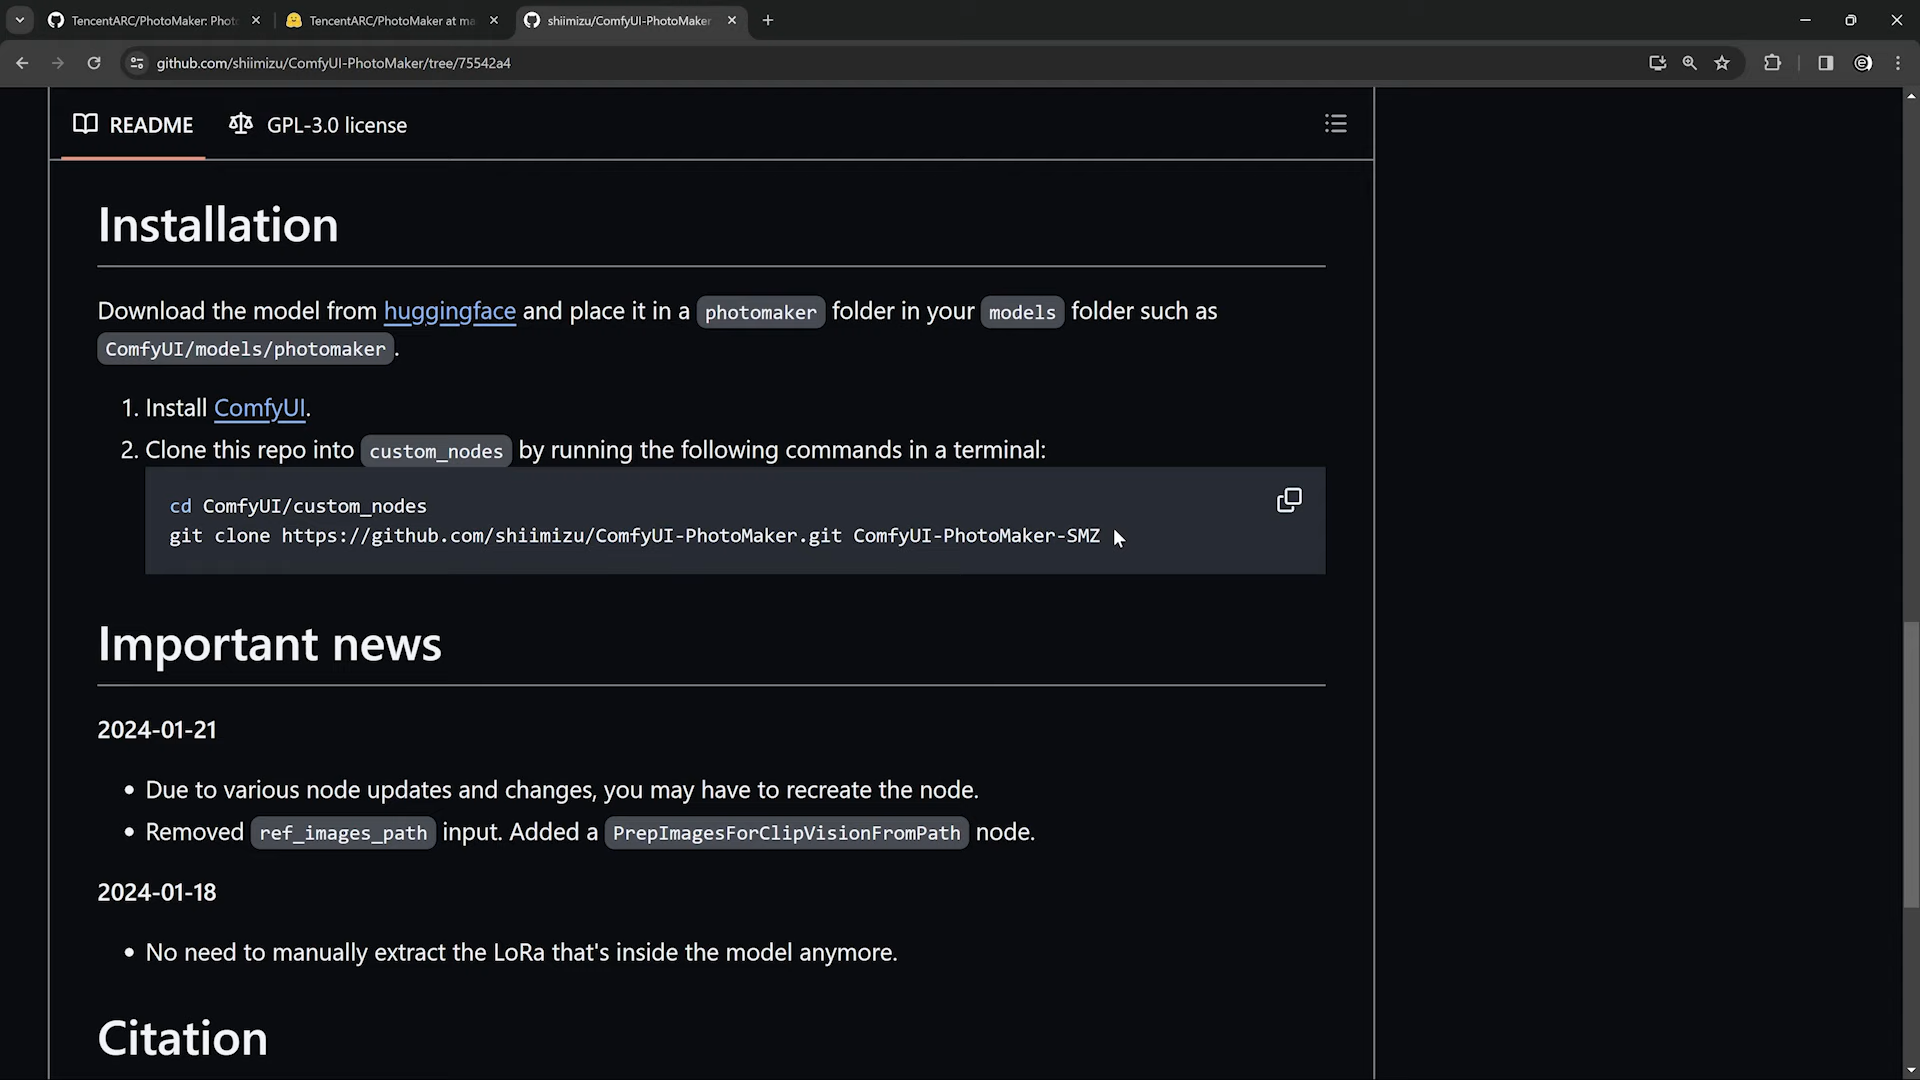 TencentARC/PhotoMaker: Phot
TencentARC/PhotoMaker at ma
shiimizu/ComfyUI-PhotoMaker
github.com/shiimizu/ComfyUI-PhotoMaker/tree/75542a4
README
GPL-3.0 license
Installation
Download the model from huggingface and place it in a photomaker folder in your models folder such as
ComfyUI/models/photomaker.
1. Install ComfyUI.
2. Clone this repo into custom_nodes by running the following commands in a terminal:
cd ComfyUI/custom_nodes
git clone https://github.com/shiimizu/ComfyUI-PhotoMaker.git ComfyUI-PhotoMaker-SMZ
Important news
2024-01-21
• Due to various node updates and changes, you may have to recreate the node.
• Removed ref_images_path input. Added a PrepImagesForClipVisionFromPath node.
2024-01-18
• No need to manually extract the LoRa that's inside the model anymore.
Citation